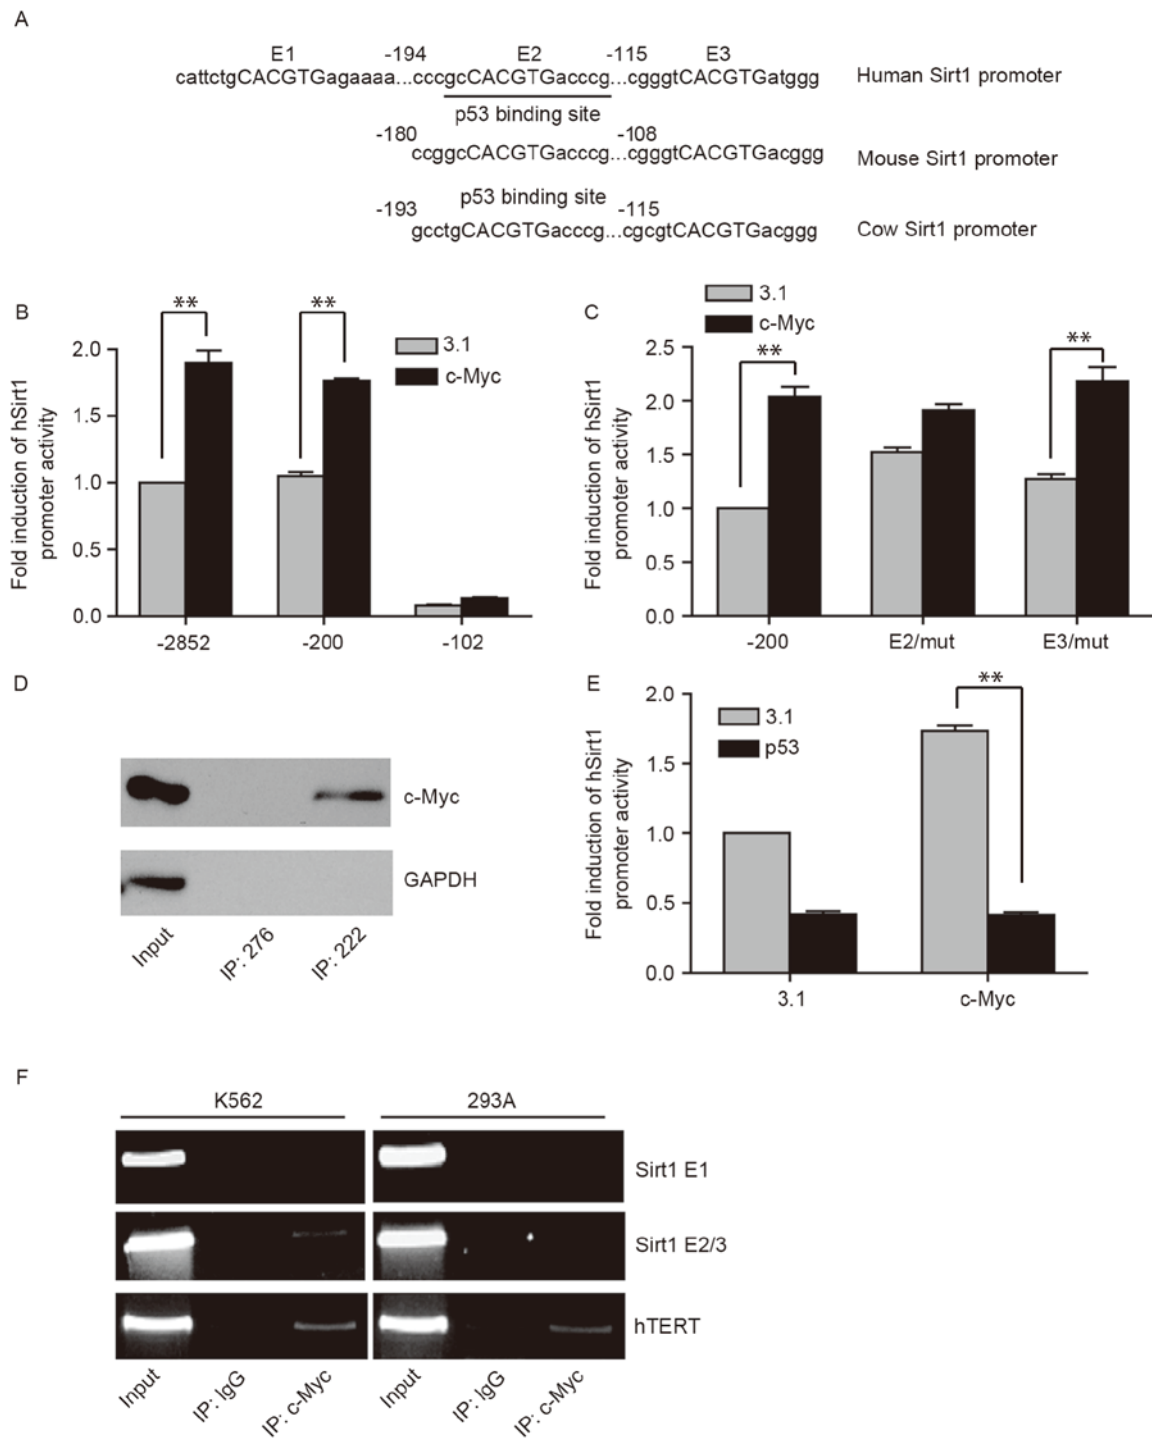 A
E1 -194 E2 -115 E3
cattctgCACGTGagaaaa...cccgcCACGTGacccg...cgggtCACGTGatggg Human Sirt1 promoter
p53 binding site
-180 -108
ccggcCACGTGacccg...cgggtCACGTGacggg Mouse Sirt1 promoter
p53 binding site
-193 -115
gcctgCACGTGacccg...cgcgtCACGTGacggg Cow Sirt1 promoter
B
**
**
3.1
c-Myc
Fold induction of hSirt1
promoter activity
2.0
1.5
1.0
0.5
0.0
-2852 -200 -102
C
3.1
c-Myc
**
**
Fold induction of hSirt1
promoter activity
2.5
2.0
1.5
1.0
0.5
0.0
-200 E2/mut E3/mut
D
c-Myc
GAPDH
Input IP: 276 IP: 222
E
**
3.1
p53
Fold induction of hSirt1
promoter activity
2.0
1.5
1.0
0.5
0.0
3.1 c-Myc
F
K562 293A
Sirt1 E1
Sirt1 E2/3
hTERT
Input IP: IgG IP: c-Myc Input IP: IgG IP: c-Myc